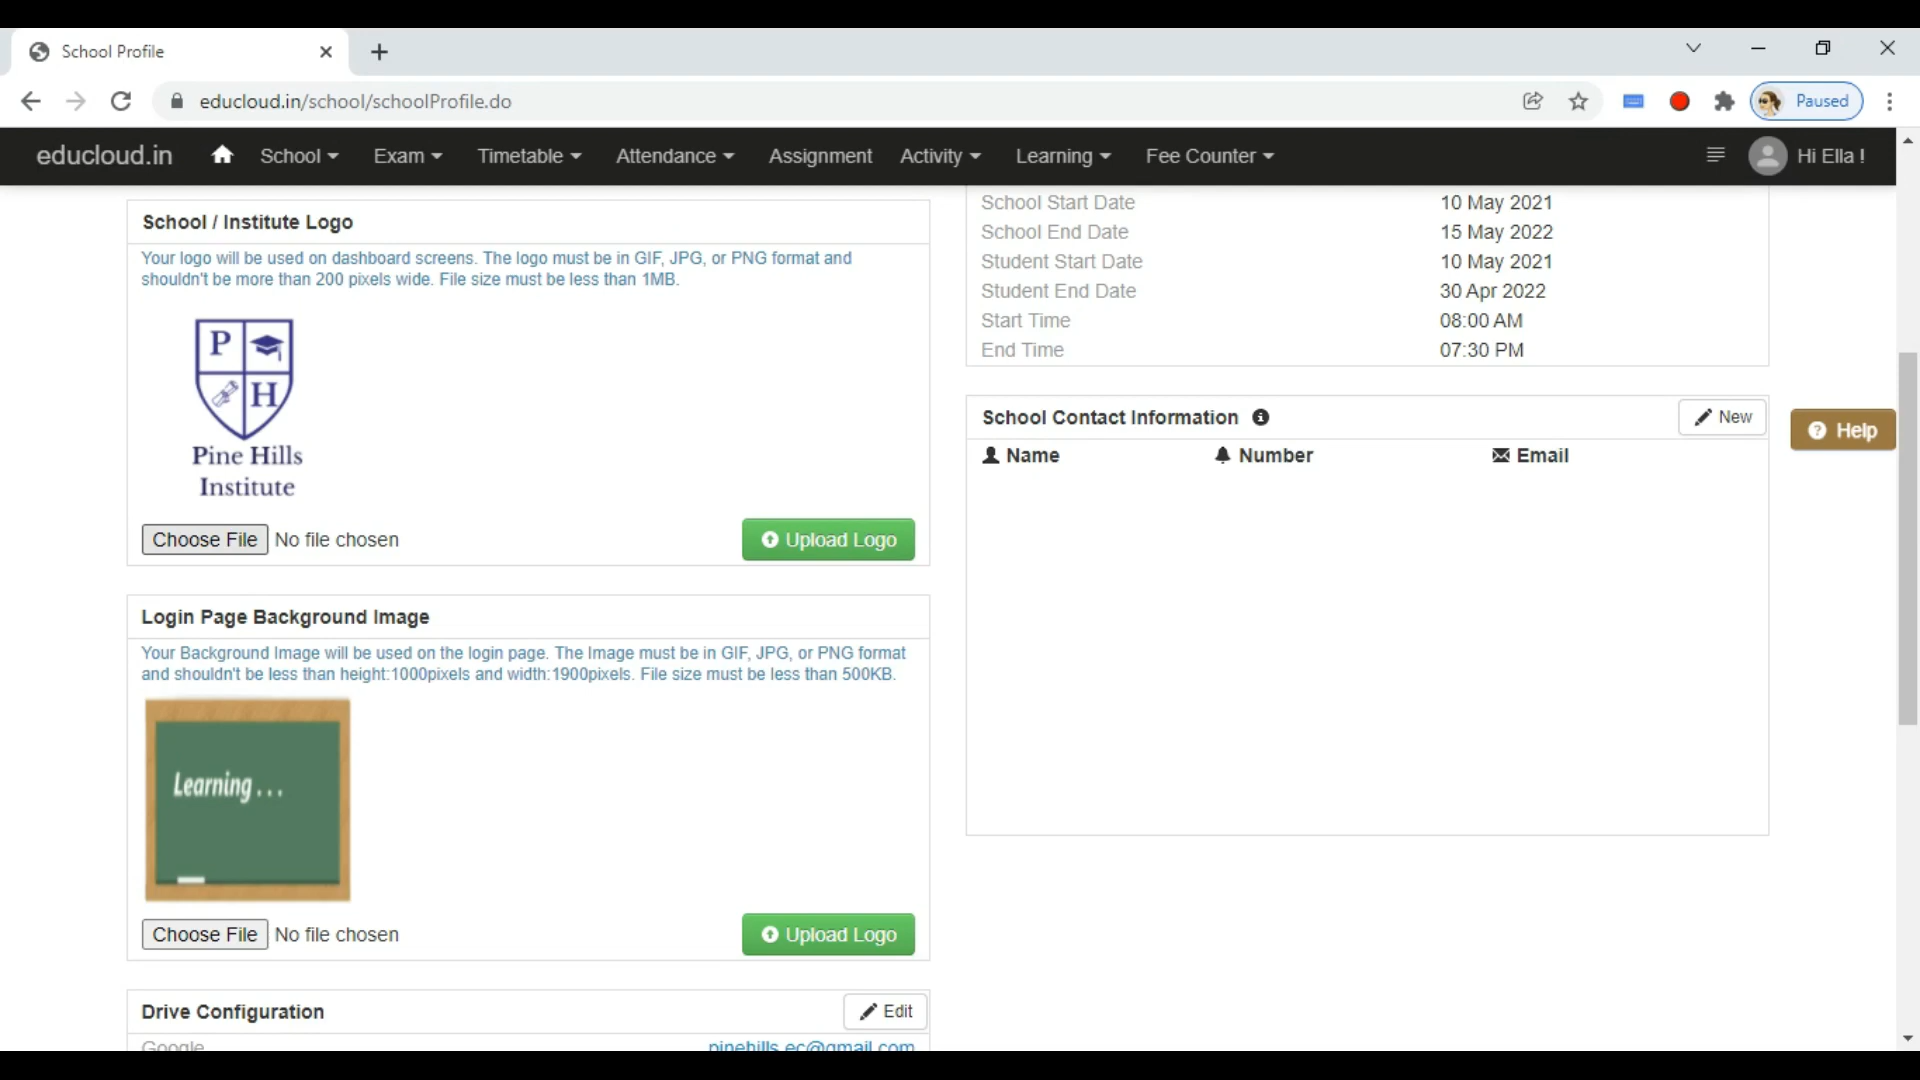 School Profile
educloud.in/school/schoolProfile.do
Paused
educloud.in School Exam Timetable Attendance Assignment Activity Learning Fee Counter Hi Ella !
School / Institute Logo
Your logo will be used on dashboard screens. The logo must be in GIF, JPG, or PNG format and
shouldn't be more than 200 pixels wide. File size must be less than 1MB.
P
H
Pine Hills
Institute
Choose File No file chosen
Upload Logo
Login Page Background Image
Your Background Image will be used on the login page. The Image must be in GIF, JPG, or PNG format
and shouldn't be less than height:1000pixels and width:1900pixels. File size must be less than 500KB.
Learning . . .
Choose File No file chosen
Upload Logo
Drive Configuration
Edit
Google
pinehills.ec@gmail.com
School Start Date 10 May 2021
School End Date 15 May 2022
Student Start Date 10 May 2021
Student End Date 30 Apr 2022
Start Time 08:00 AM
End Time 07:30 PM
School Contact Information
New
Name Number Email
Help